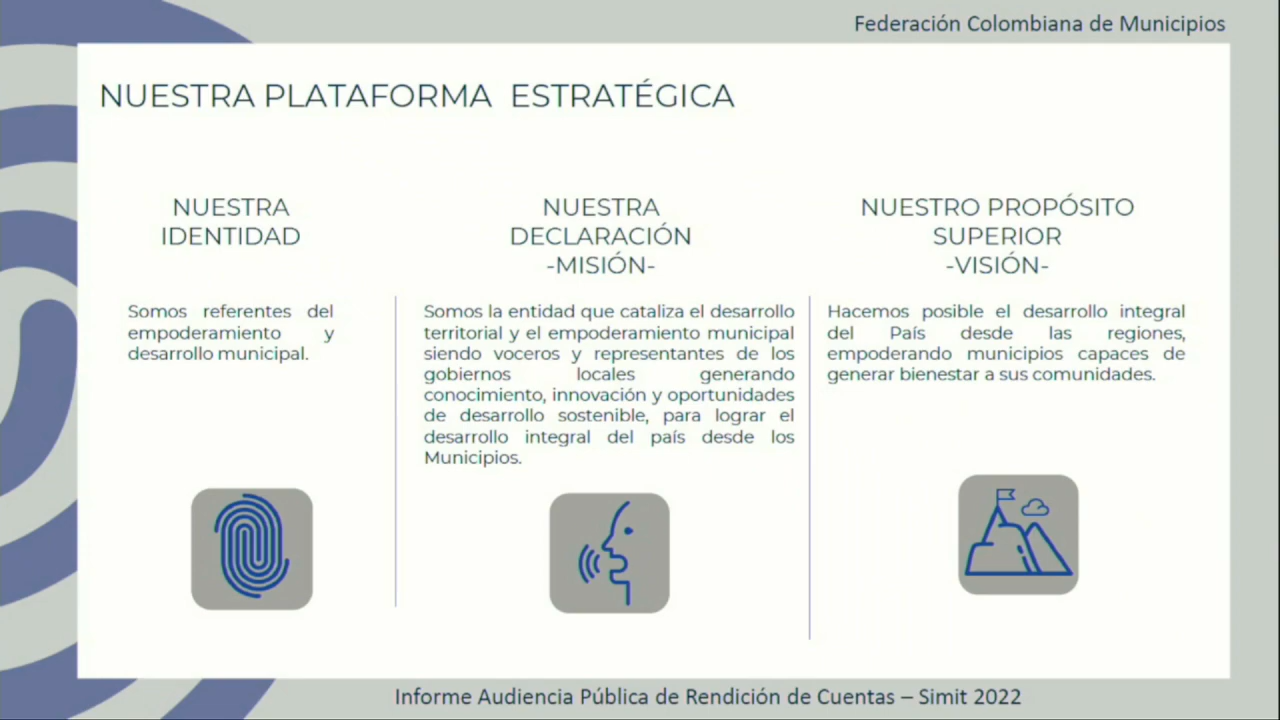 Federación Colombiana de Municipios
NUESTRA PLATAFORMA ESTRATÉGICA
NUESTRA
IDENTIDAD
Somos referentes del
empoderamiento y
desarrollo municipal.
NUESTRA
DECLARACIÓN
-MISIÓN-
Somos la entidad que cataliza el desarrollo
territorial y el empoderamiento municipal
siendo voceros y representantes de los
gobiernos locales generando
conocimiento, innovación y oportunidades
de desarrollo sostenible, para lograr el
desarrollo integral del país desde los
Municipios.
NUESTRO PROPÓSITO
SUPERIOR
-VISIÓN-
Hacemos posible el desarrollo integral
del País desde las regiones,
empoderando municipios capaces de
generar bienestar a sus comunidades.
Informe Audiencia Pública de Rendición de Cuentas – Simit 2022